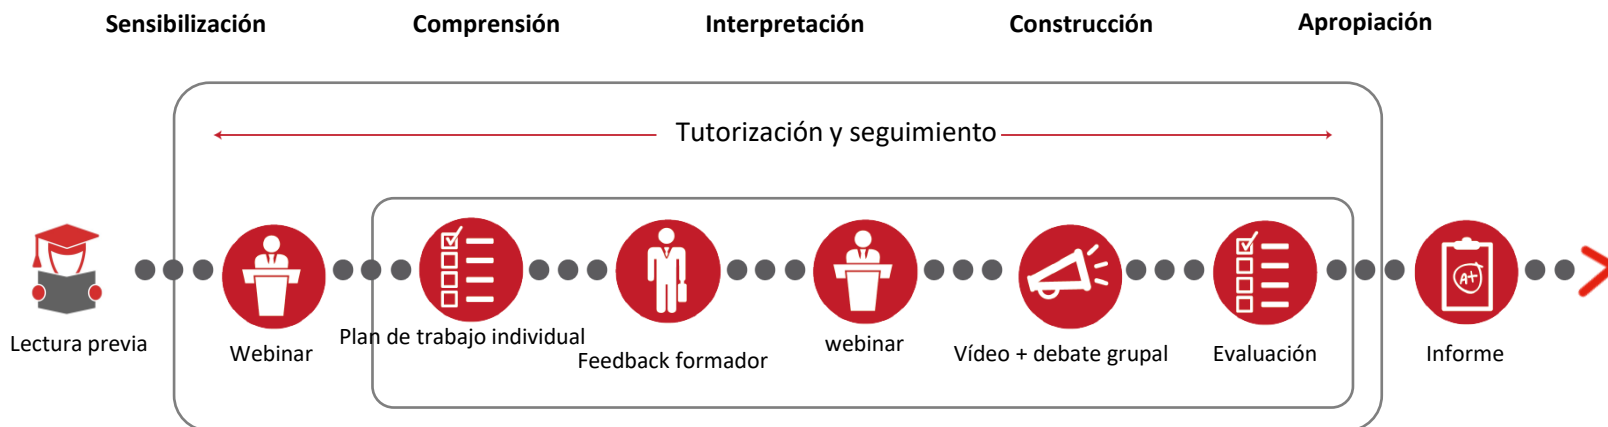 Sensibilización
Comprensión
Interpretación
Construcción
Apropiación
Tutorización y seguimiento
Lectura previa
Webinar
Plan de trabajo individual
Feedback formador
webinar
Vídeo + debate grupal
Evaluación
A+
Informe